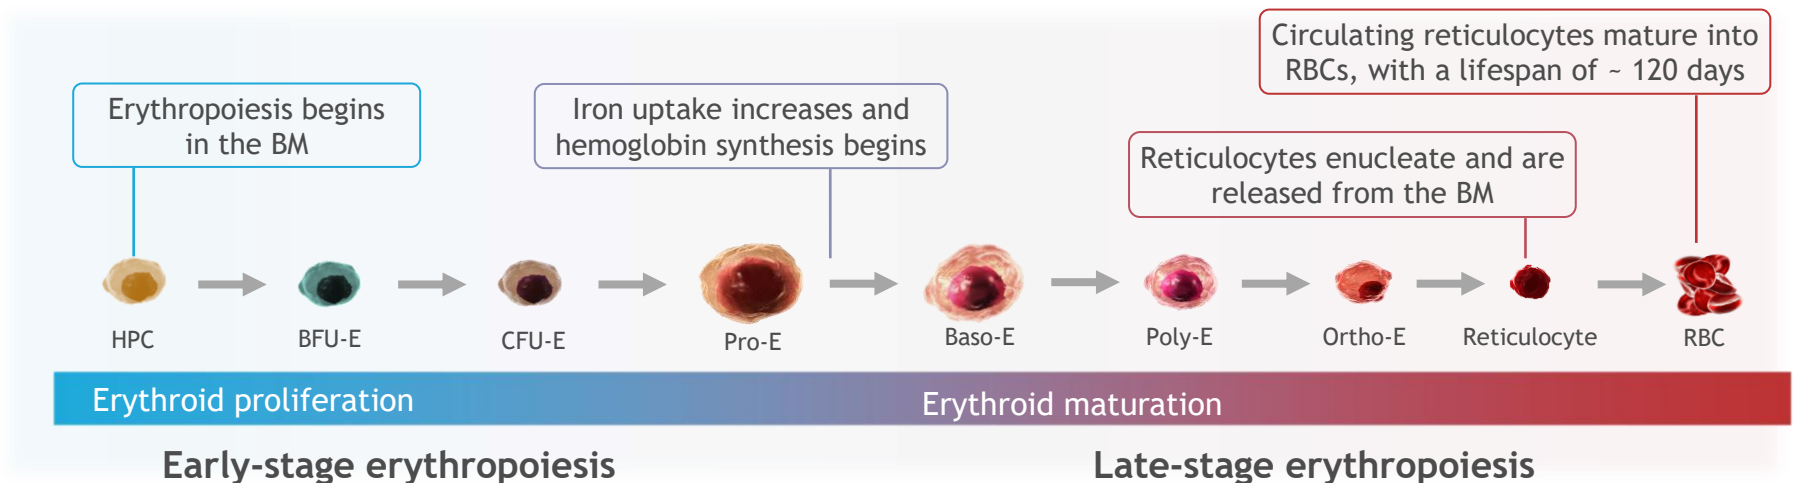 Circulating reticulocytes mature into
RBCs, with a lifespan of ~ 120 days
Erythropoiesis begins
in the BM
Iron uptake increases and
hemoglobin synthesis begins
Reticulocytes enucleate and are
released from the BM
HPC
BFU-E
CFU-E
Pro-E
Baso-E
Poly-E
Ortho-E
Reticulocyte
RBC
Erythroid proliferation
Erythroid maturation
Early-stage erythropoiesis
Late-stage erythropoiesis